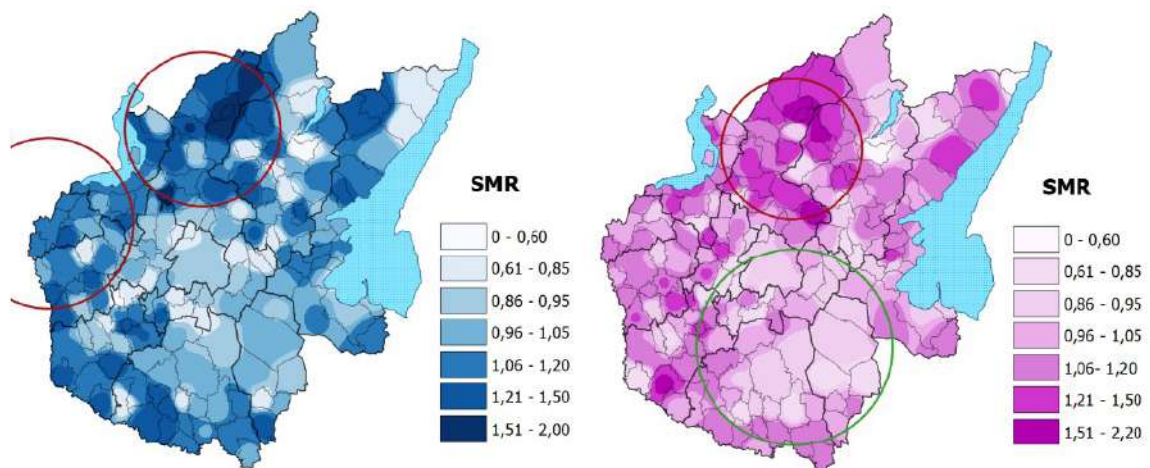 SMR
0 - 0,60
0,61 - 0,85
0,86 - 0,95
0,96 - 1,05
1,06 - 1,20
1,21 - 1,50
1,51 - 2,00
SMR
0 - 0,60
0,61 - 0,85
0,86 - 0,95
0,96 - 1,05
1,06- 1,20
1,21 - 1,50
1,51 - 2,20